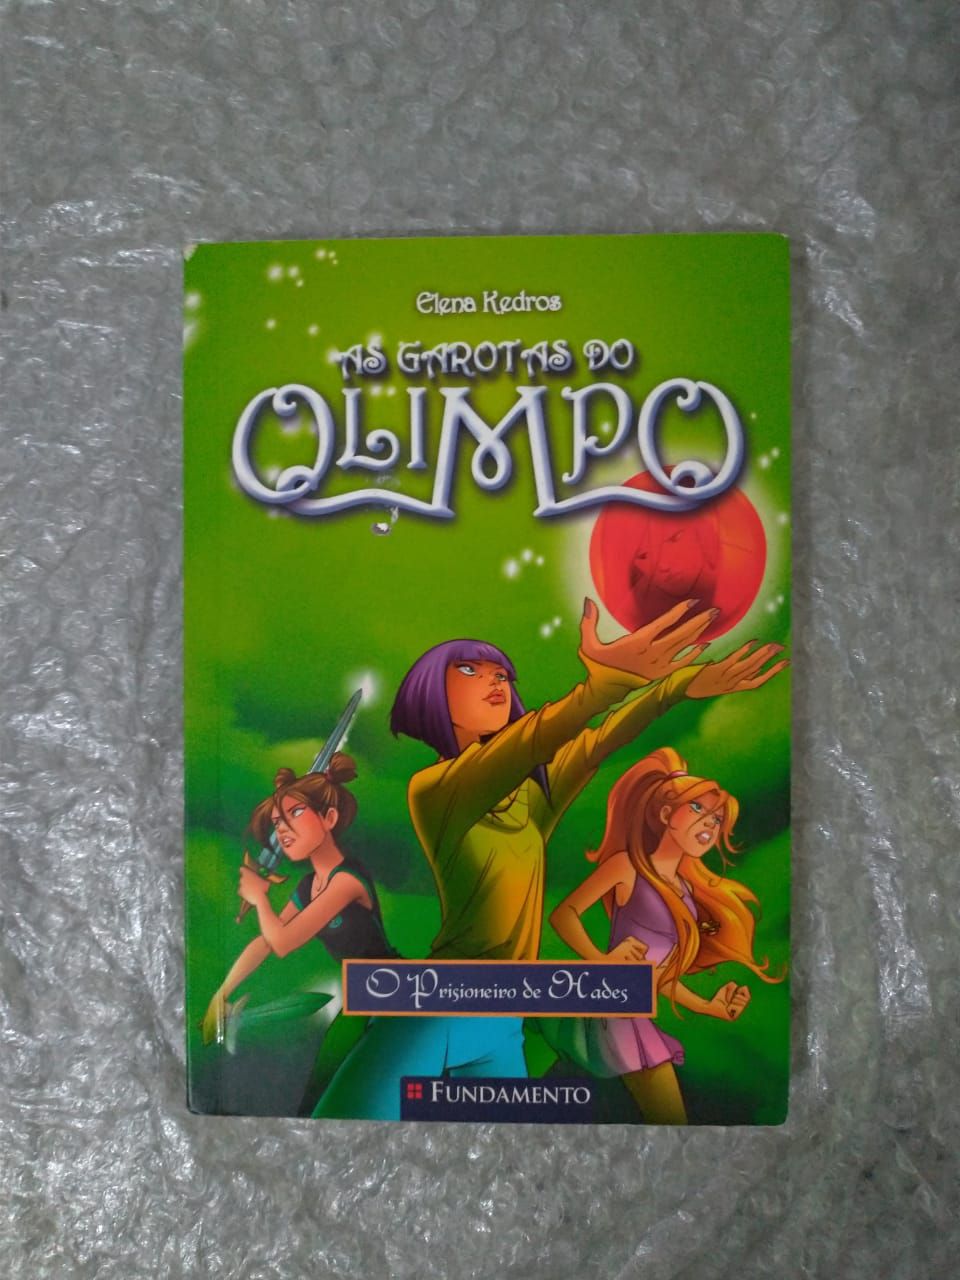 Elena Kedros
AS GAROTAS DO
OLIMPO
O Prisioneiro de Hades
FUNDAMENTO